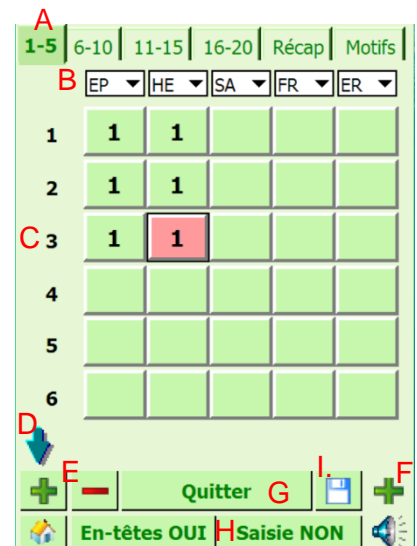 A
1-5 6-10 11-15 16-20 Récap Motifs
B EP HE SA FR ER
1 1 1
2 1 1
C 3 1 1
4
5
6
D
E I. F
Quitter G
En-têtes OUI H Saisie NON